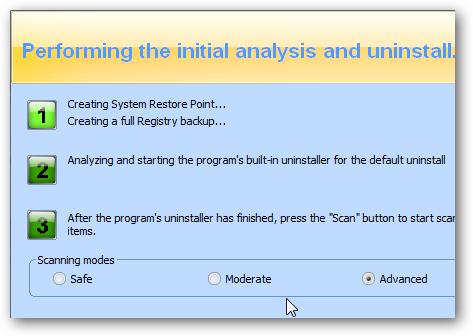 Performing the initial analysis and uninstall.
1
Creating System Restore Point...
Creating a full Registry backup...
2
Analyzing and starting the program's built-in uninstaller for the default uninstall
3
After the program's uninstaller has finished, press the "Scan" button to start scan
items.
Scanning modes
Safe Moderate Advanced